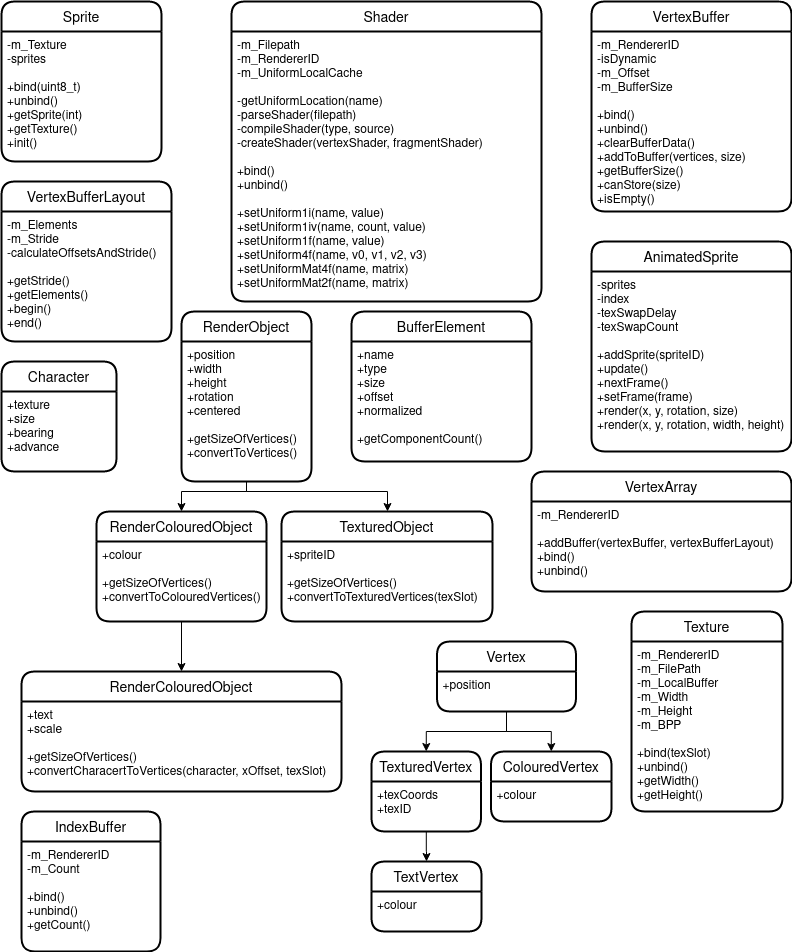 Sprite
-m_Texture
-sprites
+bind(uint8_t)
+unbind()
+getSprite(int)
+getTexture()
+init()
Shader
-m_Filepath
-m_RendererID
-m_UniformLocalCache
-getUniformLocation(name)
-parseShader(filepath)
-compileShader(type, source)
-createShader(vertexShader, fragmentShader)
+bind()
+unbind()
+setUniform1i(name, value)
+setUniform1iv(name, count, value)
+setUniform1f(name, value)
+setUniform4f(name, v0, v1, v2, v3)
+setUniformMat4f(name, matrix)
+setUniformMat2f(name, matrix)
VertexBuffer
-m_RendererID
-isDynamic
-m_Offset
-m_BufferSize
+bind()
+unbind()
+clearBufferData()
+addToBuffer(vertices, size)
+getBufferSize()
+canStore(size)
+isEmpty()
VertexBufferLayout
-m_Elements
-m_Stride
-calculateOffsetsAndStride()
+getStride()
+getElements()
+begin()
+end()
AnimatedSprite
-sprites
-index
-texSwapDelay
-texSwapCount
+addSprite(spriteID)
+update()
+nextFrame()
+setFrame(frame)
+render(x, y, rotation, size)
+render(x, y, rotation, width, height)
RenderObject
+position
+width
+height
+rotation
+centered
+getSizeOfVertices()
+convertToVertices()
BufferElement
+name
+type
+size
+offset
+normalized
+getComponentCount()
Character
+texture
+size
+bearing
+advance
VertexArray
-m_RendererID
+addBuffer(vertexBuffer, vertexBufferLayout)
+bind()
+unbind()
RenderColouredObject
+colour
+getSizeOfVertices()
+convertToColouredVertices()
TexturedObject
+spriteID
+getSizeOfVertices()
+convertToTexturedVertices(texSlot)
Texture
-m_RendererID
-m_FilePath
-m_LocalBuffer
-m_Width
-m_Height
-m_BPP
+bind(texSlot)
+unbind()
+getWidth()
+getHeight()
Vertex
+position
RenderColouredObject
+text
+scale
+getSizeOfVertices()
+convertCharacertToVertices(character, xOffset, texSlot)
TexturedVertex
+texCoords
+texID
ColouredVertex
+colour
IndexBuffer
-m_RendererID
-m_Count
+bind()
+unbind()
+getCount()
TextVertex
+colour